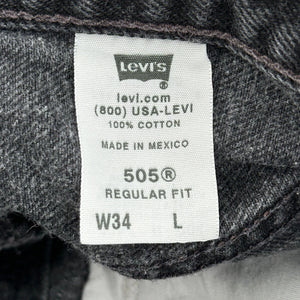 LEVI'S
levi.com
(800) USA-LEVI
100% COTTON
MADE IN MEXICO
505®
REGULAR FIT
W34 L